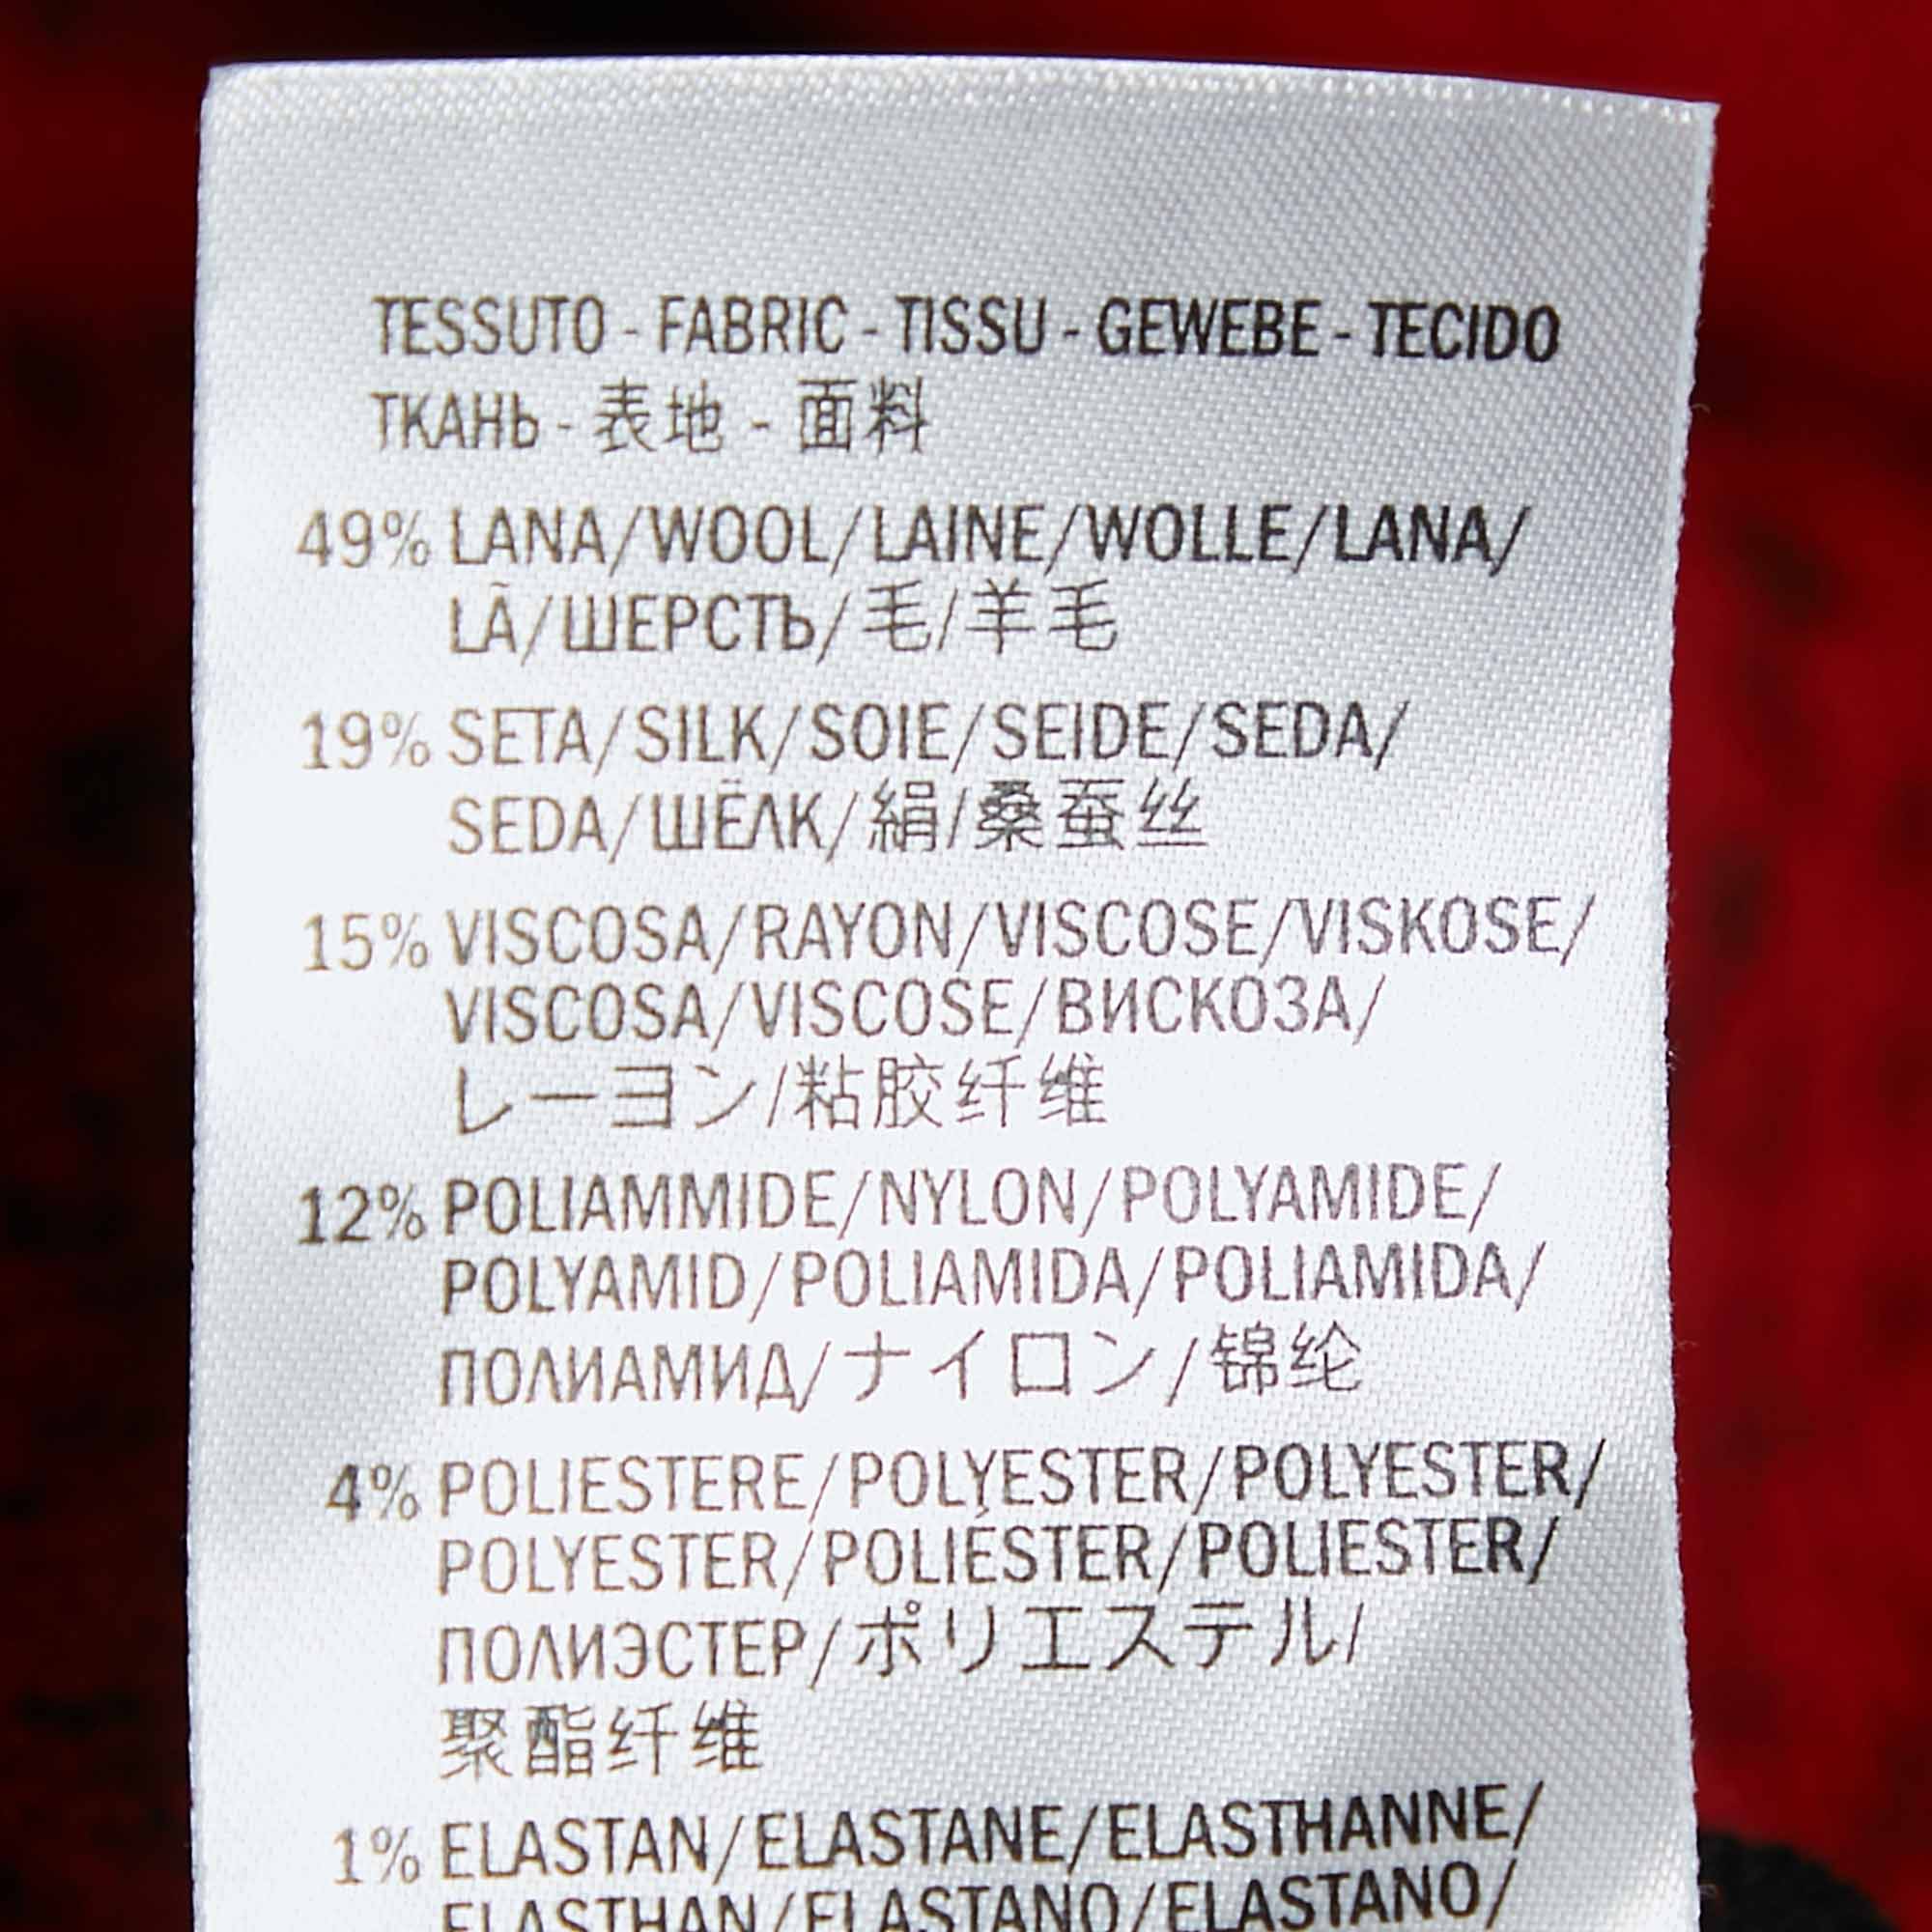 TESSUTO - FABRIC - TISSU - GEWEBE - TECIDO
ТКАНЬ - 表地 - 面料
49% LANA/WOOL/LAINE/WOLLE/LANA/
LÃ/ШЕРСТЬ/毛/羊毛
19% SETA/SILK/SOIE/SEIDE/SEDA/
SEDA/ШЁЛК/絹/桑蚕丝
15% VISCOSA/RAYON/VISCOSE/VISKOSE/
VISCOSA/VISCOSE/ВИСКОЗА/
レーヨン/粘胶纤维
12% POLIAMMIDE/NYLON/POLYAMIDE/
POLYAMID/POLIAMIDA/POLIAMIDA/
ПОЛИАМИД/ナイロン/锦纶
4% POLIESTERE/POLYESTER/POLYESTER/
POLYESTER/POLIÉSTER/POLIESTER/
ПОЛИЭСТЕР/ポリエステル/
聚酯纤维
1% ELASTAN/ELASTANE/ELASTHANNE/
ELASTHAN/ELASTANO/ELASTANO/